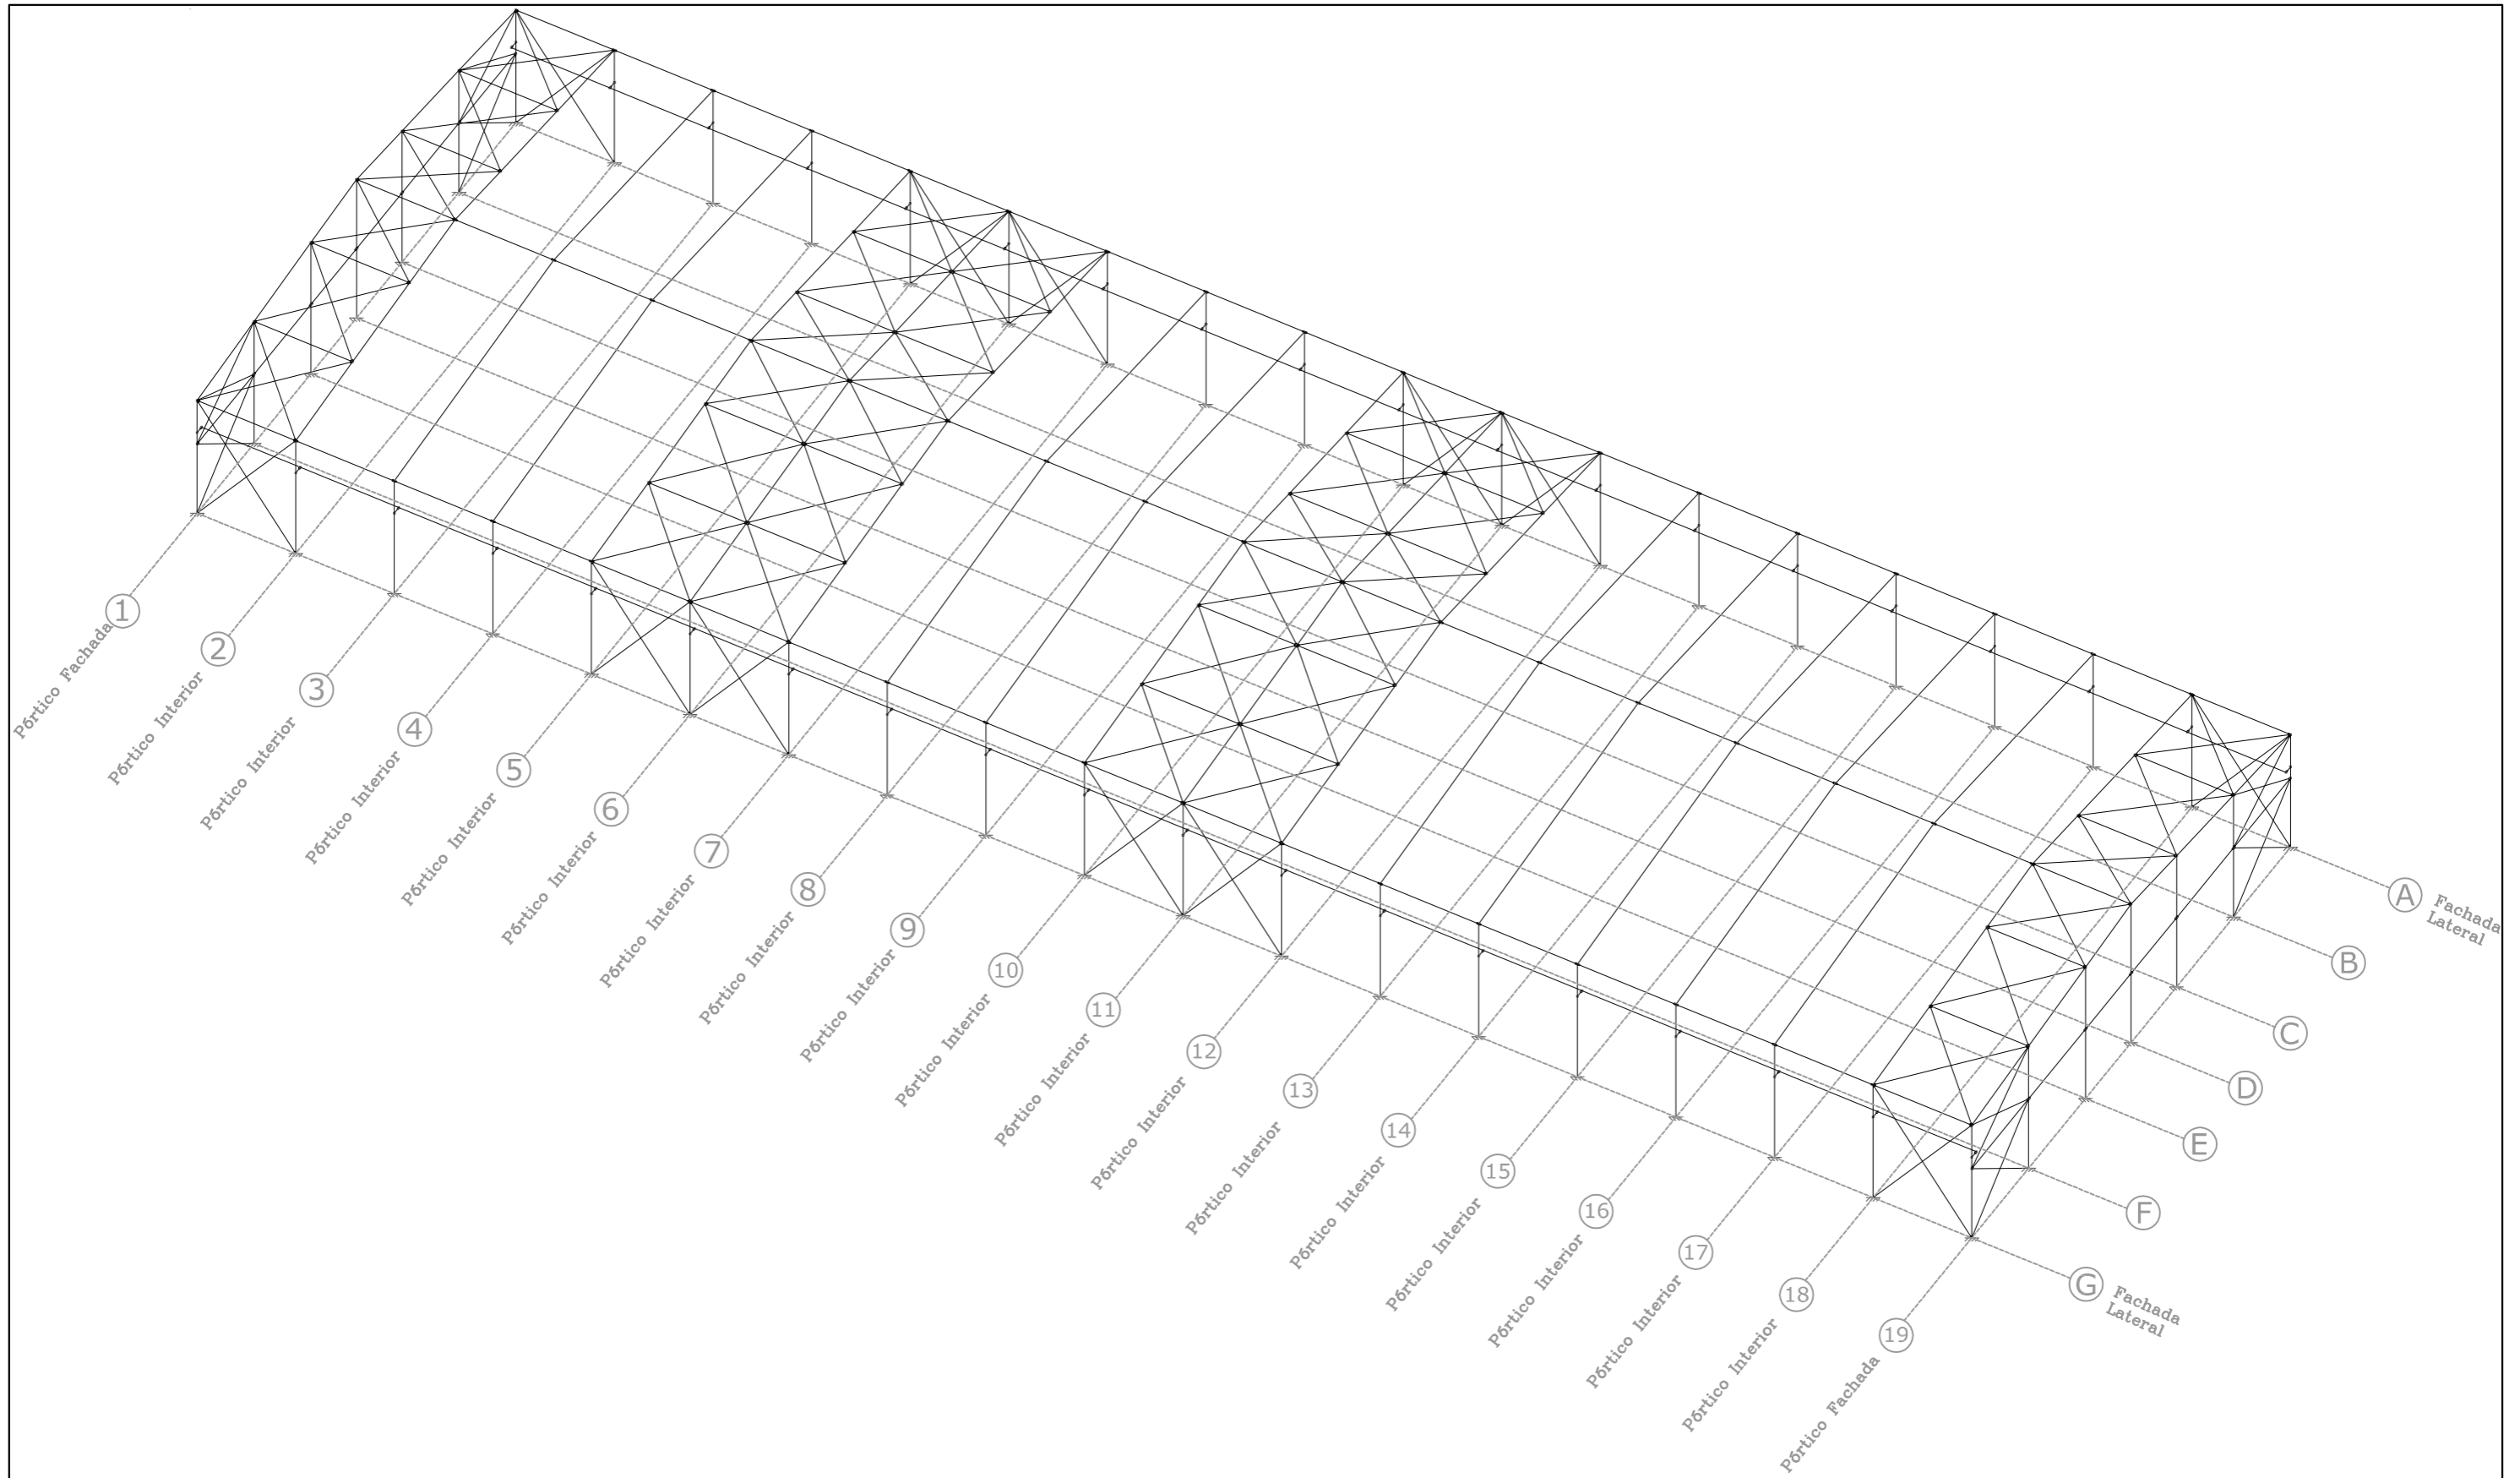 1
Pórtico Fachada
2
Pórtico Interior
3
Pórtico Interior
4
Pórtico Interior
5
Pórtico Interior
6
Pórtico Interior
7
Pórtico Interior
8
Pórtico Interior
9
Pórtico Interior
10
Pórtico Interior
11
Pórtico Interior
12
Pórtico Interior
13
Pórtico Interior
14
Pórtico Interior
15
Pórtico Interior
16
Pórtico Interior
17
Pórtico Interior
18
Pórtico Interior
19
Pórtico Fachada
A
Fachada
Lateral
B
C
D
E
F
G
Fachada
Lateral